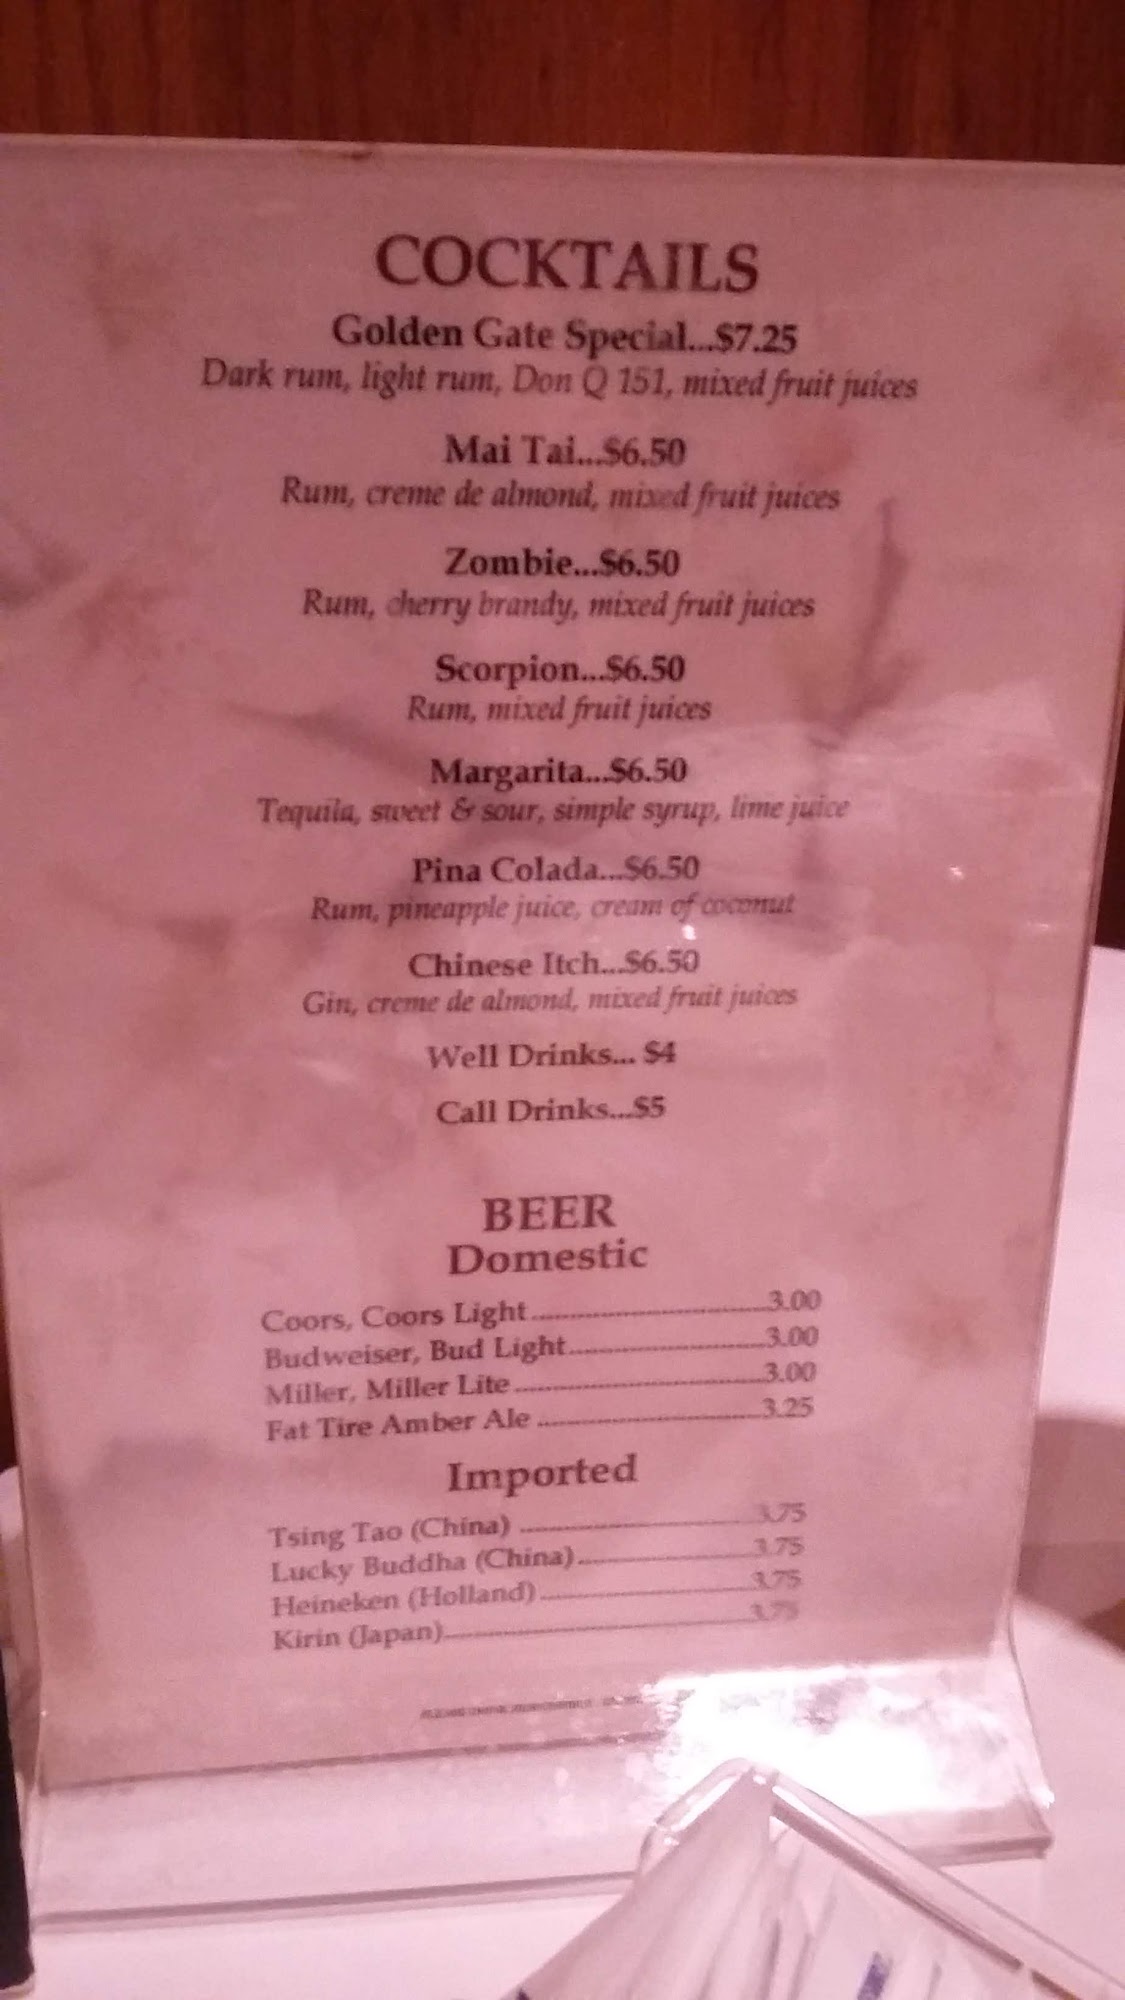 COCKTAILS
Golden Gate Special...$7.25
Dark rum, light rum, Don Q 151, mixed fruit juices
Mai Tai...$6.50
Rum, creme de almond, mixed fruit juices
Zombie...$6.50
Rum, cherry brandy, mixed fruit juices
Scorpion...$6.50
Rum, mixed fruit juices
Margarita...$6.50
Tequila, sweet & sour, simple syrup, lime juice
Pina Colada...$6.50
Rum, pineapple juice, cream of coconut
Chinese Itch...$6.50
Gin, creme de almond, mixed fruit juices
Well Drinks... $4
Call Drinks...$5
BEER
Domestic
Coors, Coors Light..............................3.00
Budweiser, Bud Light.........................3.00
Miller, Miller Lite................................3.00
Fat Tire Amber Ale.............................3.25
Imported
Tsing Tao (China)...............................3.75
Lucky Buddha (China)........................3.75
Heineken (Holland)............................3.75
Kirin (Japan).......................................3.75